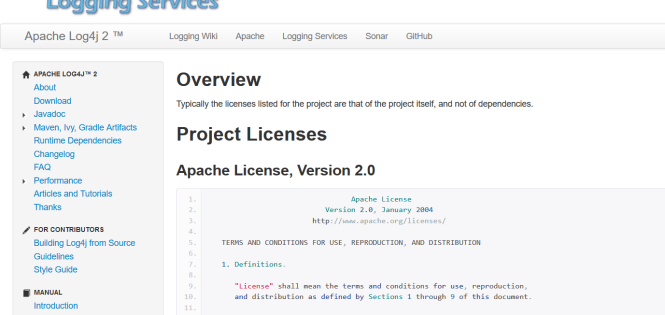 Logging Services
Apache Log4j 2 ™
Logging Wiki Apache Logging Services Sonar GitHub
APACHE LOG4J™ 2
About
Download
Javadoc
Maven, Ivy, Gradle Artifacts
Runtime Dependencies
Changelog
FAQ
Performance
Articles and Tutorials
Thanks
FOR CONTRIBUTORS
Building Log4j from Source
Guidelines
Style Guide
MANUAL
Introduction
Overview
Typically the licenses listed for the project are that of the project itself, and not of dependencies.
Project Licenses
Apache License, Version 2.0
1. Apache License
2. Version 2.0, January 2004
3. http://www.apache.org/licenses/
4.
5. TERMS AND CONDITIONS FOR USE, REPRODUCTION, AND DISTRIBUTION
6.
7. 1. Definitions.
8.
9. "License" shall mean the terms and conditions for use, reproduction,
10. and distribution as defined by Sections 1 through 9 of this document.
11.